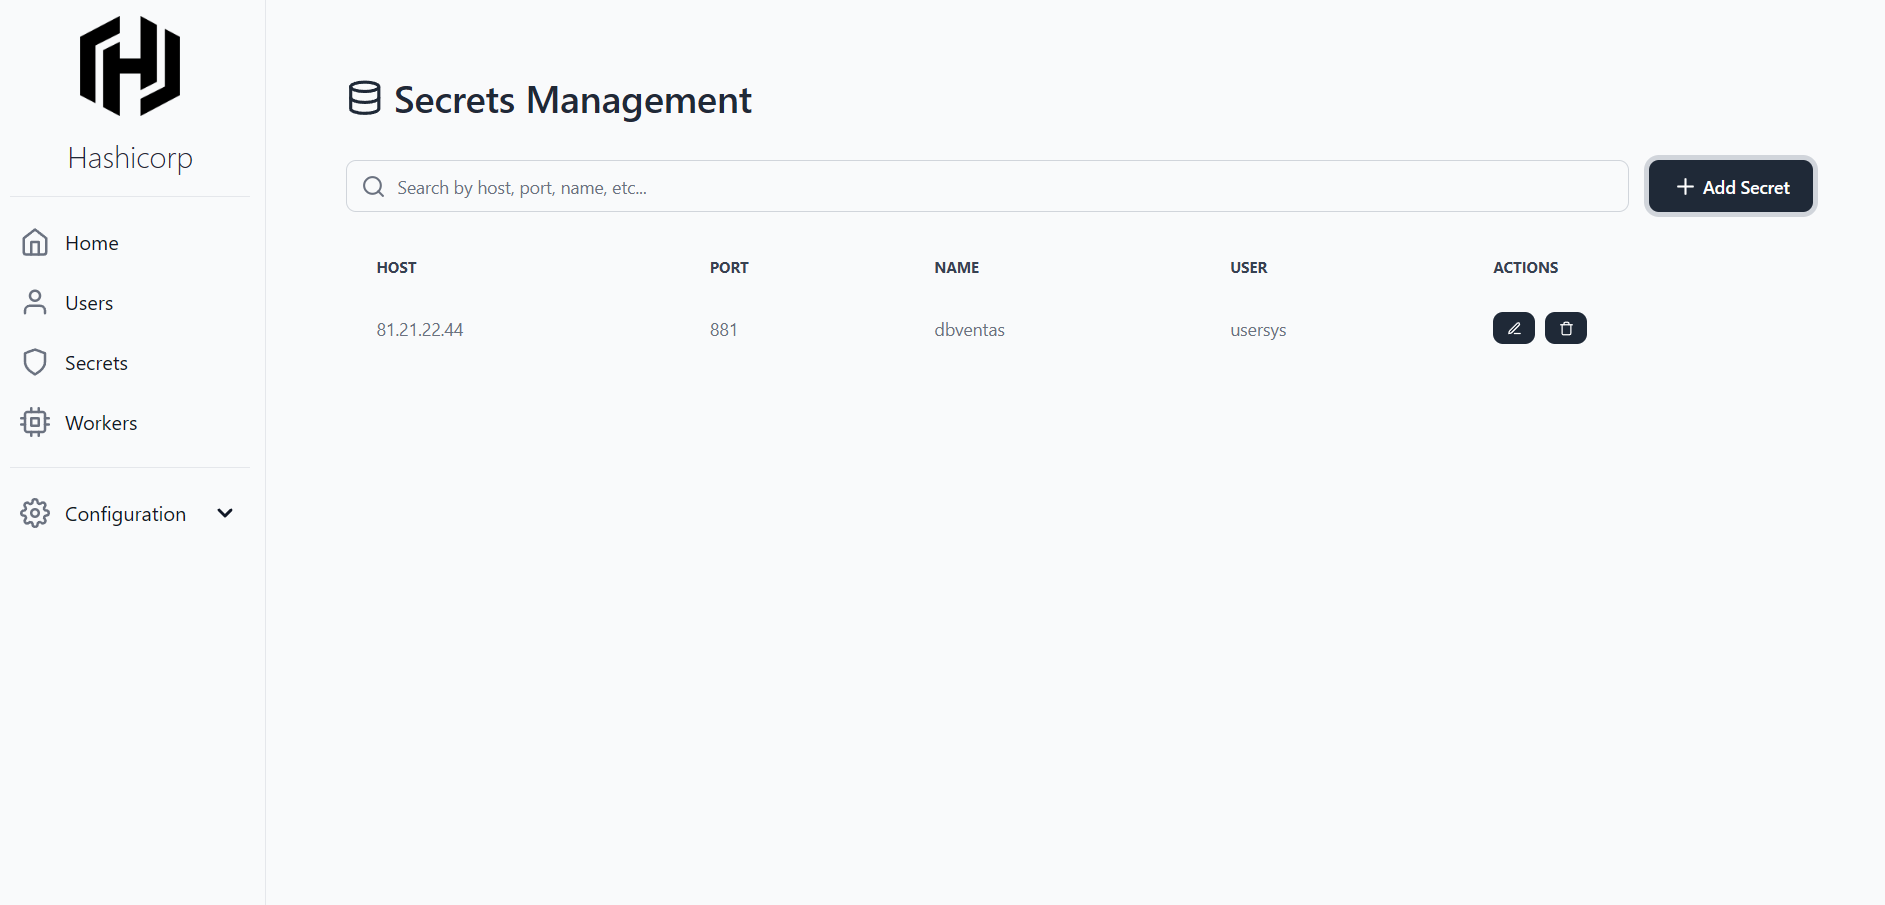 Hashicorp
Home
Users
Secrets
Workers
Configuration
Secrets Management
Search by host, port, name, etc...
Add Secret
HOST PORT NAME USER ACTIONS
81.21.22.44 881 dbventas usersys